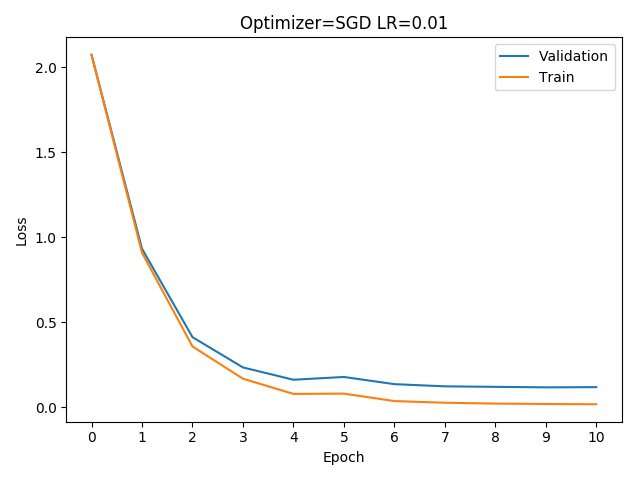 Optimizer=SGD LR=0.01
Validation
Train
2.0
1.5
1.0
0.5
0.0
Loss
0 1 2 3 4 5 6 7 8 9 10
Epoch